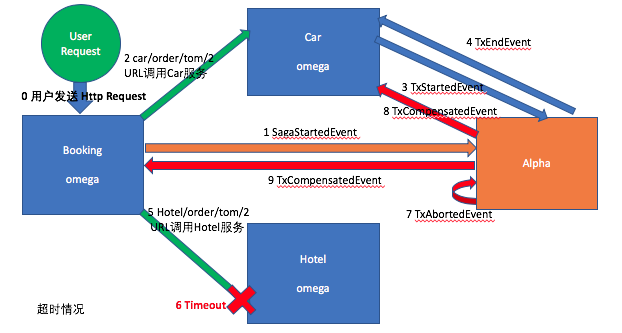 User
Request
0 用户发送 Http Request
2 car/order/tom/2
URL调用Car服务
Car
omega
4 TxEndEvent
3 TxStartedEvent
8 TxCompensatedEvent
Booking
omega
1 SagaStartedEvent
Alpha
9 TxCompensatedEvent
7 TxAbortedEvent
5 Hotel/order/tom/2
URL调用Hotel服务
Hotel
omega
6 Timeout
超时情况